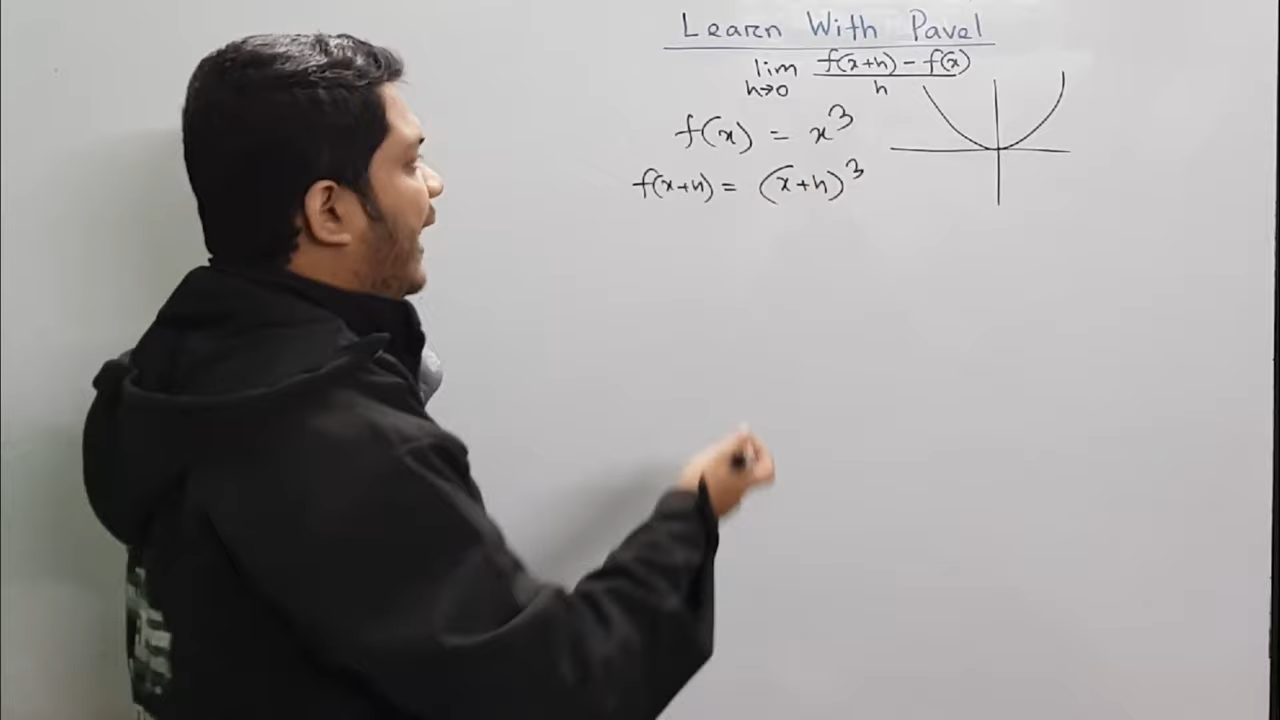 Learn With Pavel
lim h→0 f(x+h) - f(x) / h
f(x) = x³
f(x+h) = (x+h)³